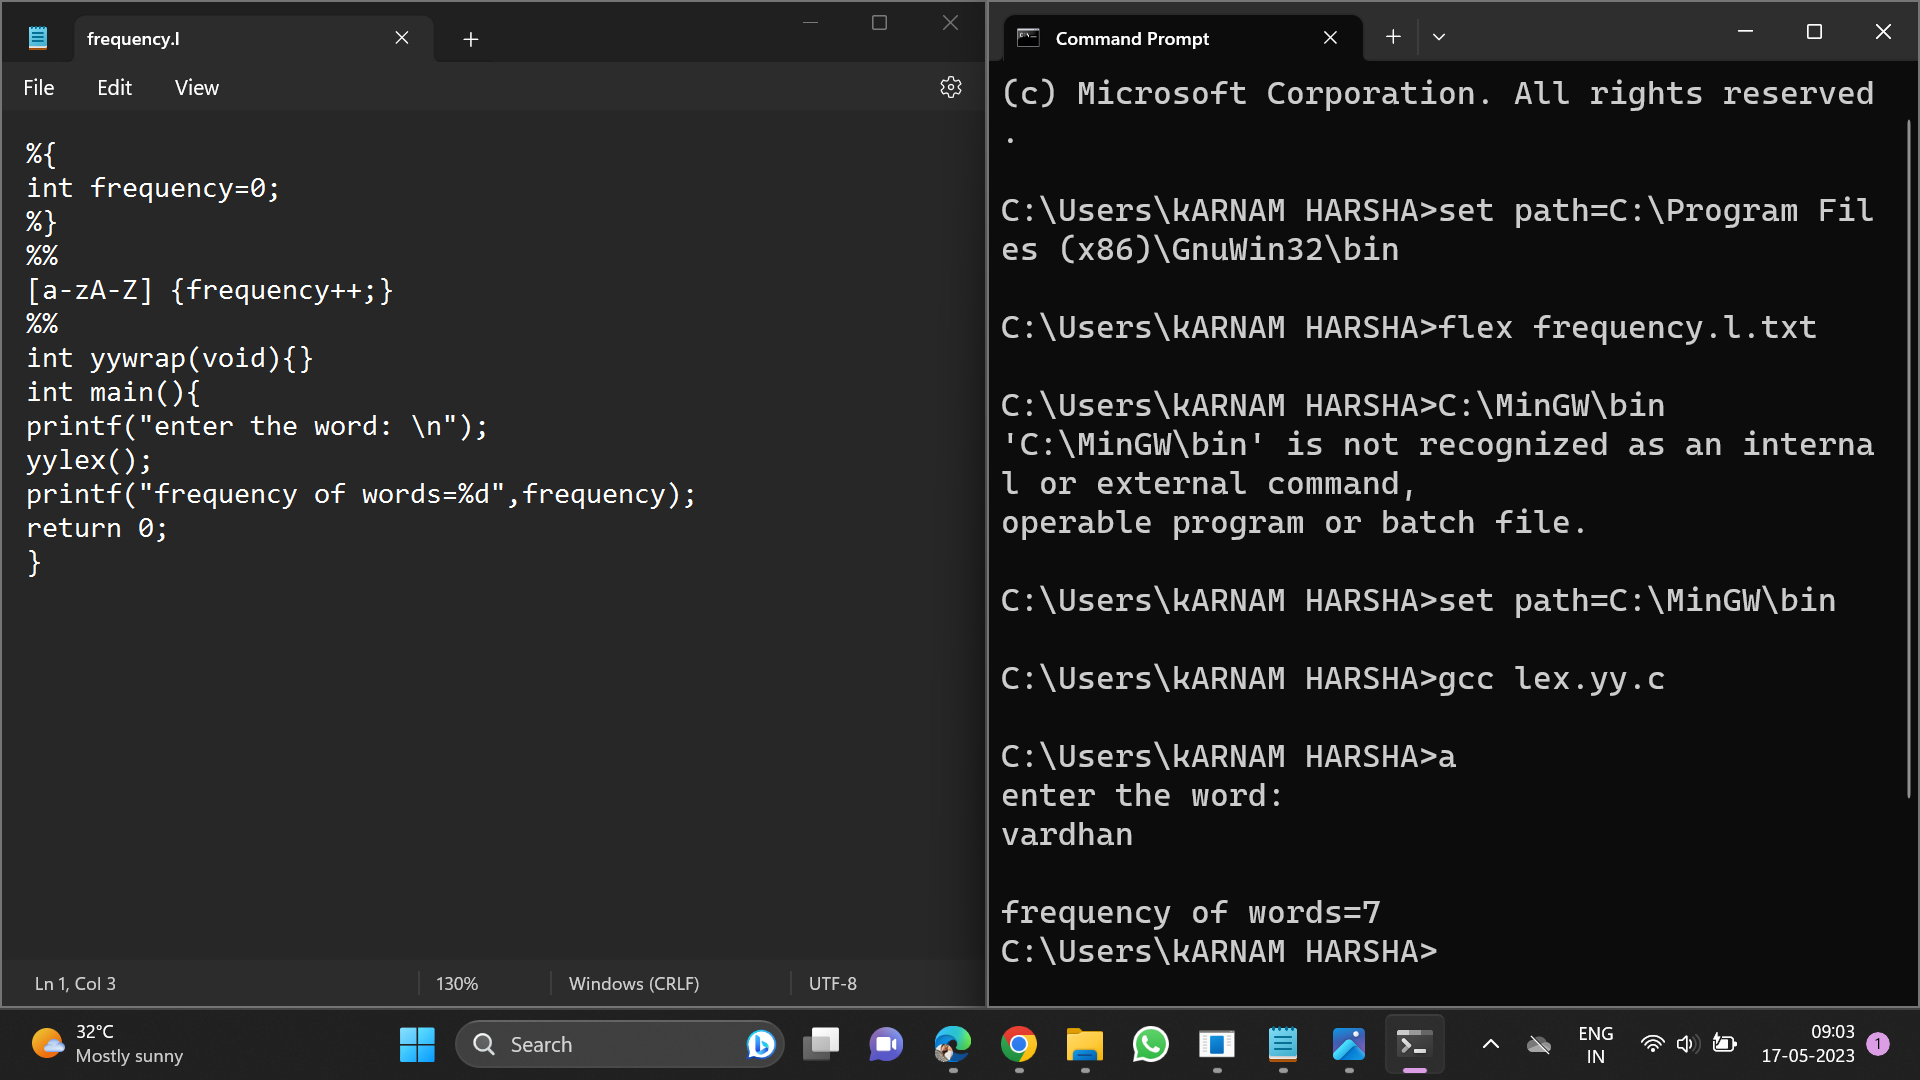 frequency.l
File Edit View
%{
int frequency=0;
%}
%%
[a-zA-Z] {frequency++;}
%%
int yywrap(void){}
int main(){
printf("enter the word: \n");
yylex();
printf("frequency of words=%d",frequency);
return 0;
}
Ln 1, Col 3 130% Windows (CRLF) UTF-8
Command Prompt
(c) Microsoft Corporation. All rights reserved
.
C:\Users\kARNAM HARSHA>set path=C:\Program Fil
es (x86)\GnuWin32\bin
C:\Users\kARNAM HARSHA>flex frequency.l.txt
C:\Users\kARNAM HARSHA>C:\MinGW\bin
'C:\MinGW\bin' is not recognized as an interna
l or external command,
operable program or batch file.
C:\Users\kARNAM HARSHA>set path=C:\MinGW\bin
C:\Users\kARNAM HARSHA>gcc lex.yy.c
C:\Users\kARNAM HARSHA>a
enter the word:
vardhan
frequency of words=7
C:\Users\kARNAM HARSHA>
32°C
Mostly sunny
Search
ENG
IN
09:03
17-05-2023
1